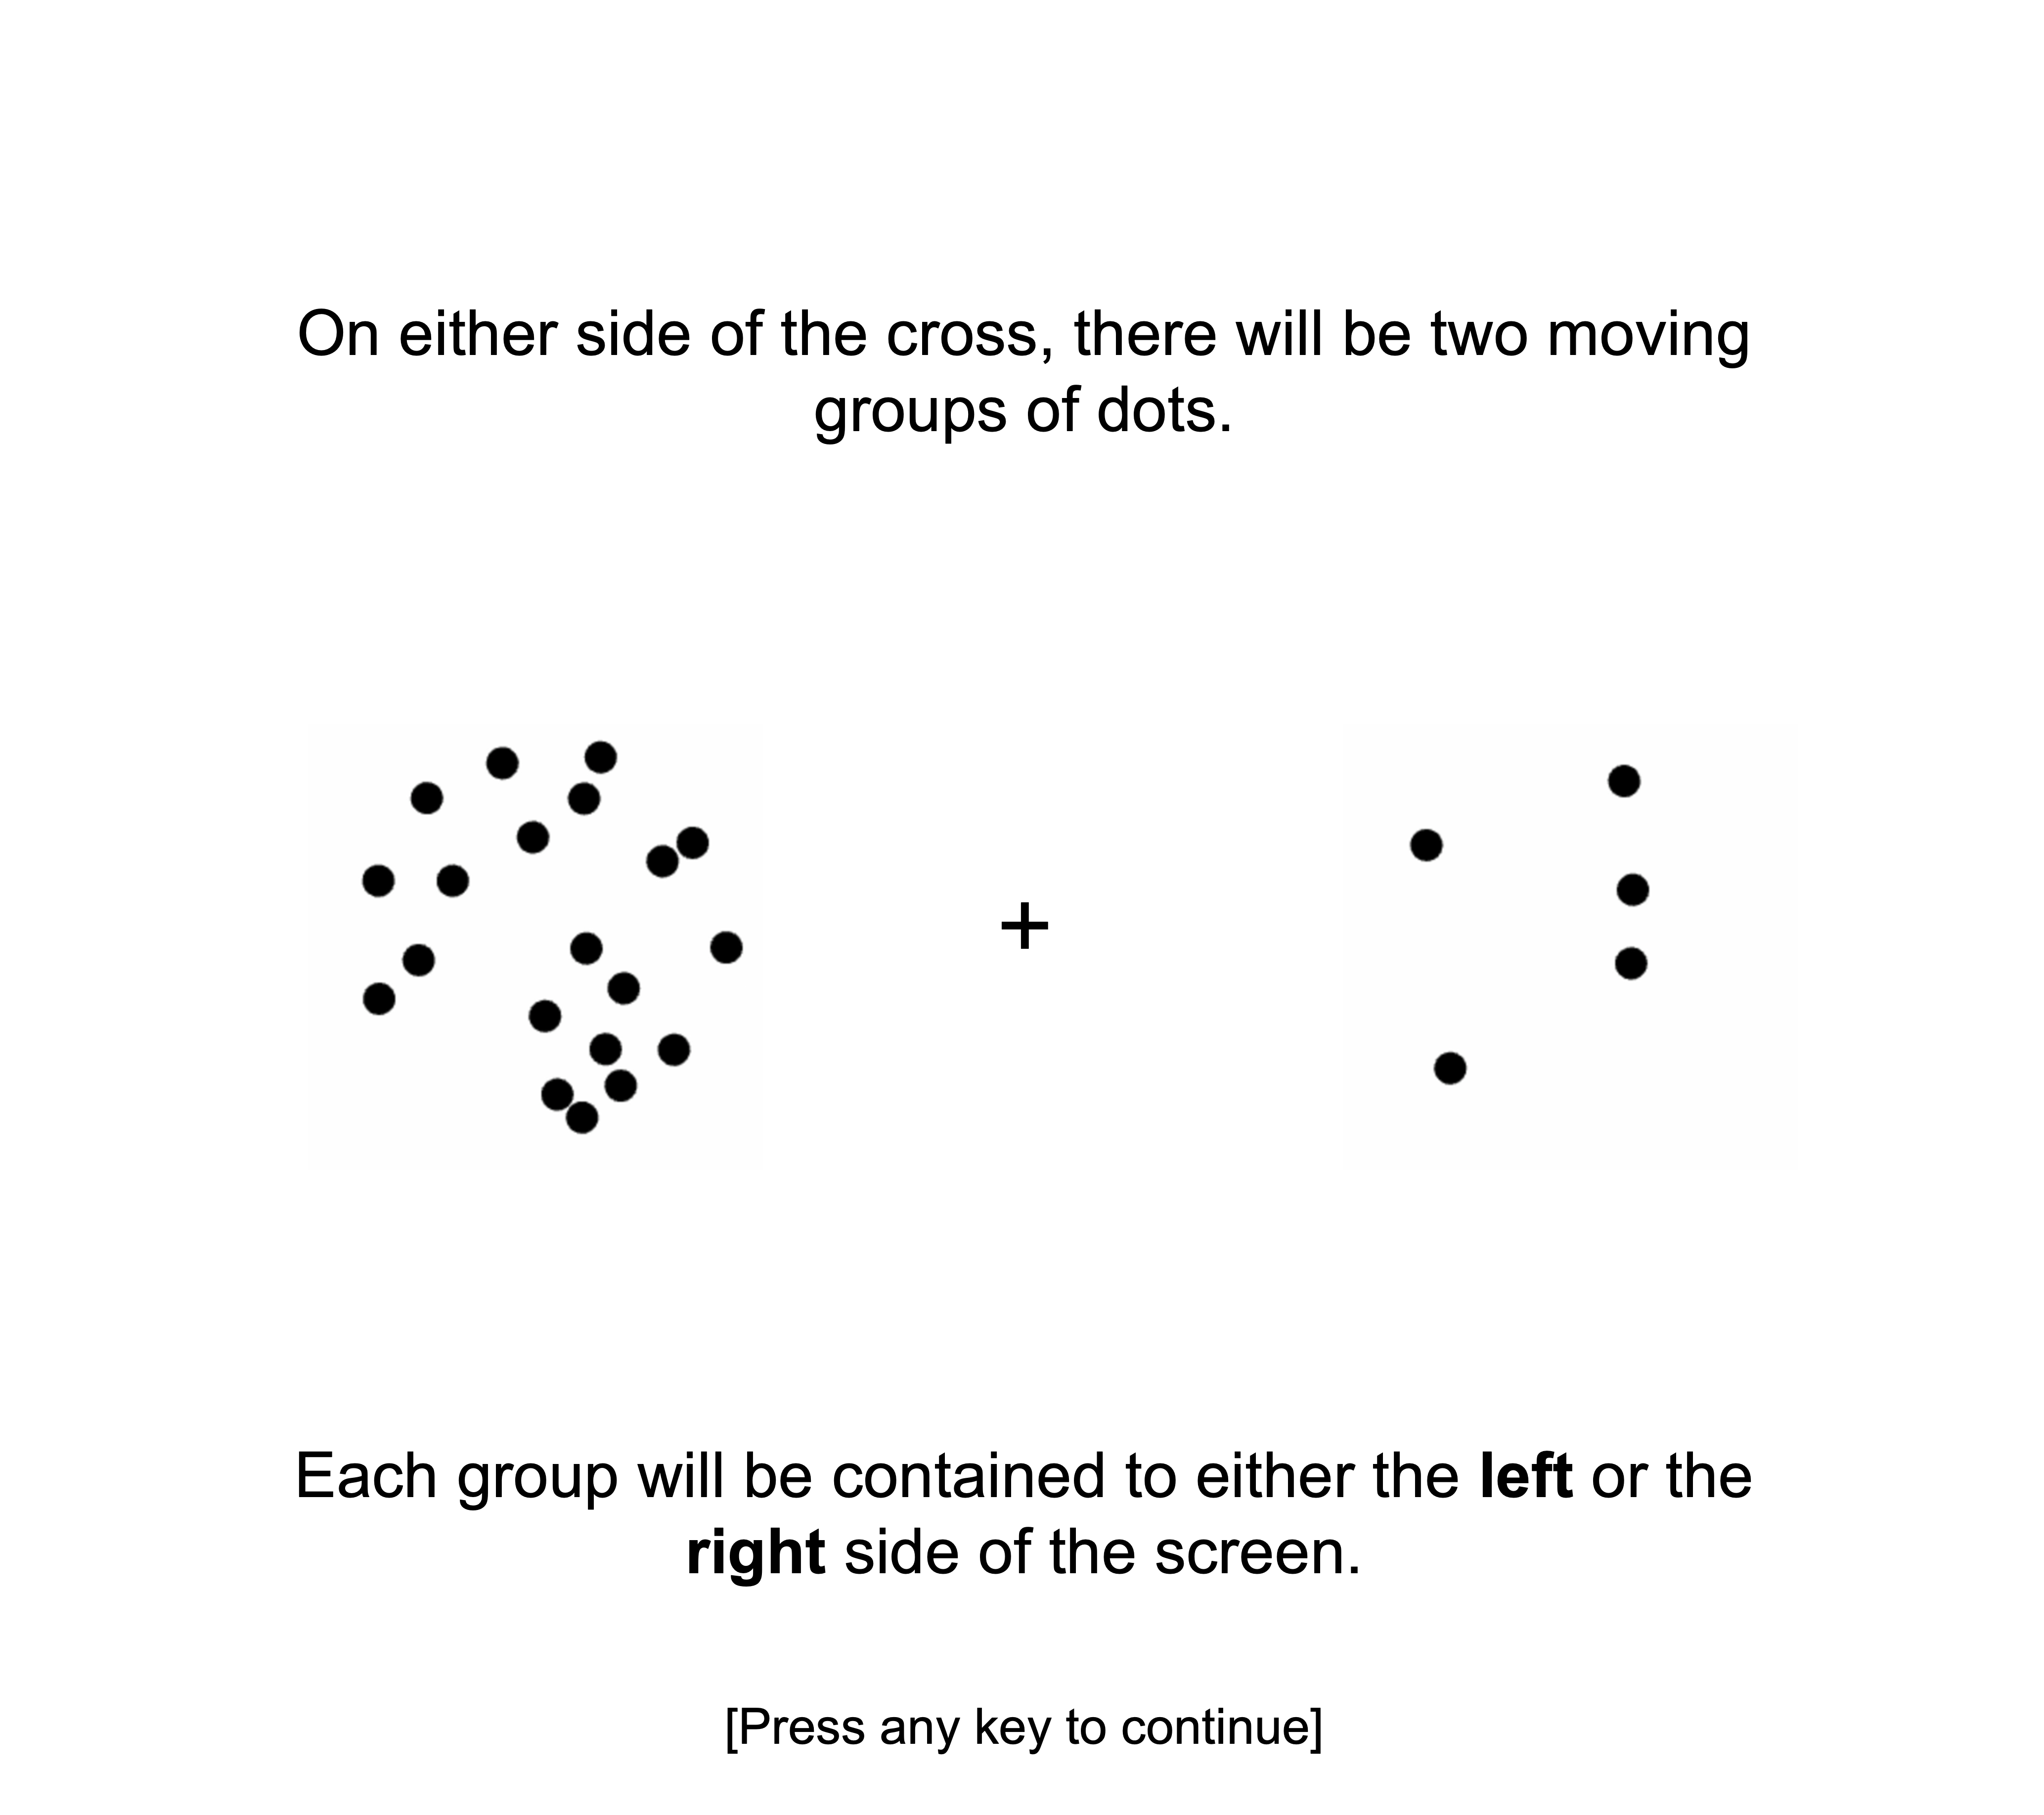 On either side of the cross, there will be two moving
groups of dots.
+
Each group will be contained to either the left or the
right side of the screen.
[Press any key to continue]